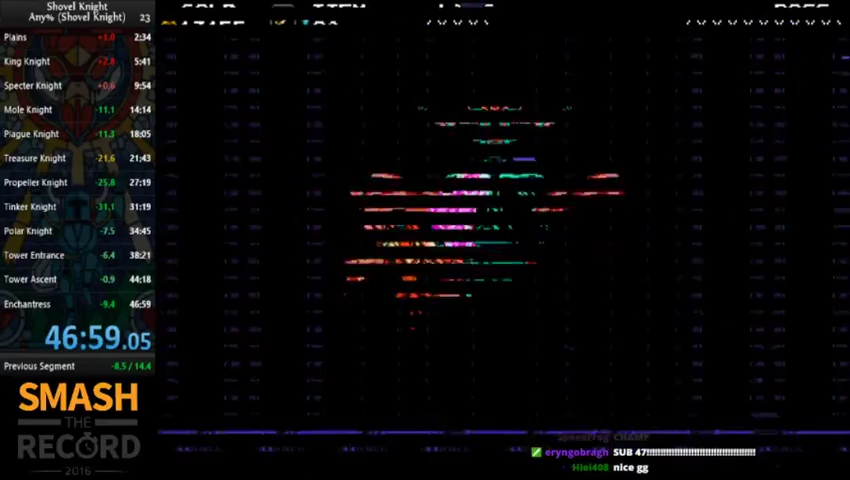 Shovel Knight
Any% (Shovel Knight) 23
Plains +1.0 2:34
King Knight +2.8 5:41
Specter Knight +0.6 9:54
Mole Knight -11.1 14:14
Plague Knight -11.3 18:05
Treasure Knight -21.6 21:43
Propeller Knight -25.8 27:19
Tinker Knight -31.1 31:19
Polar Knight -7.5 34:45
Tower Entrance -6.4 38:21
Tower Ascent -0.9 44:18
Enchantress -9.4 46:59
46:59.05
Previous Segment -8.5 / 14.4
SMASH
THE
RECORD
2016
eryngobragh SUB 47!!!!!!!!!!!!!!!!!!!!!!!!!!!!!!!!!!!!
Hiei408 nice gg